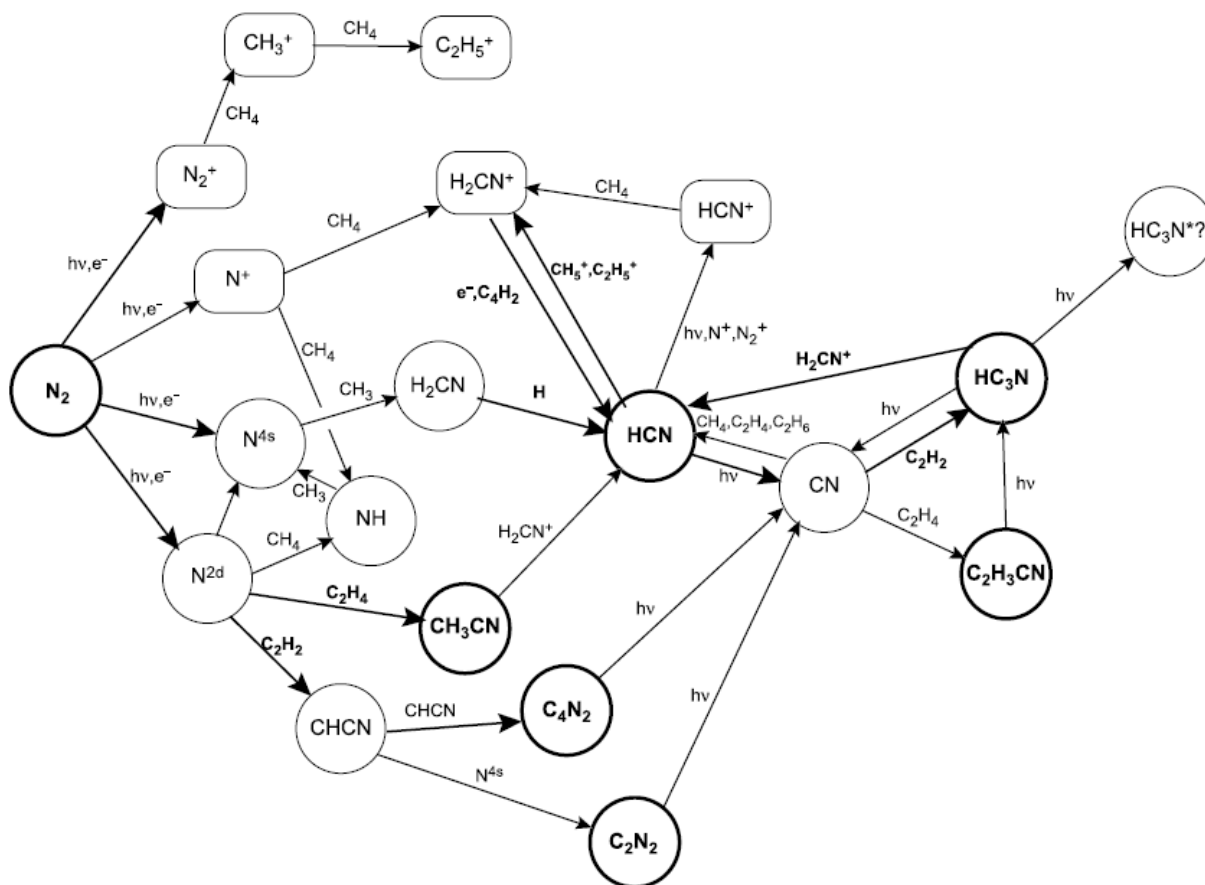 CH₃⁺
CH₄
C₂H₅⁺
CH₄
N₂⁺
H₂CN⁺
CH₄
HCN⁺
HC₃N*?
CH₄
hν,e⁻
N⁺
CH₅⁺,C₂H₅⁺
e⁻,C₄H₂
hν
hν,e⁻
hν,N⁺,N₂⁺
CH₄
H₂CN⁺
HC₃N
N₂
CH₃
H₂CN
H
hν,e⁻
hν
CH₄,C₂H₄,C₂H₆
N⁴ˢ
HCN
C₂H₂
hν,e⁻
hν
CN
CH₃
hν
NH
C₂H₄
H₂CN⁺
CH₄
N²ᵈ
C₂H₃CN
C₂H₄
hν
CH₃CN
C₂H₂
hν
CHCN
C₄N₂
CHCN
N⁴ˢ
C₂N₂